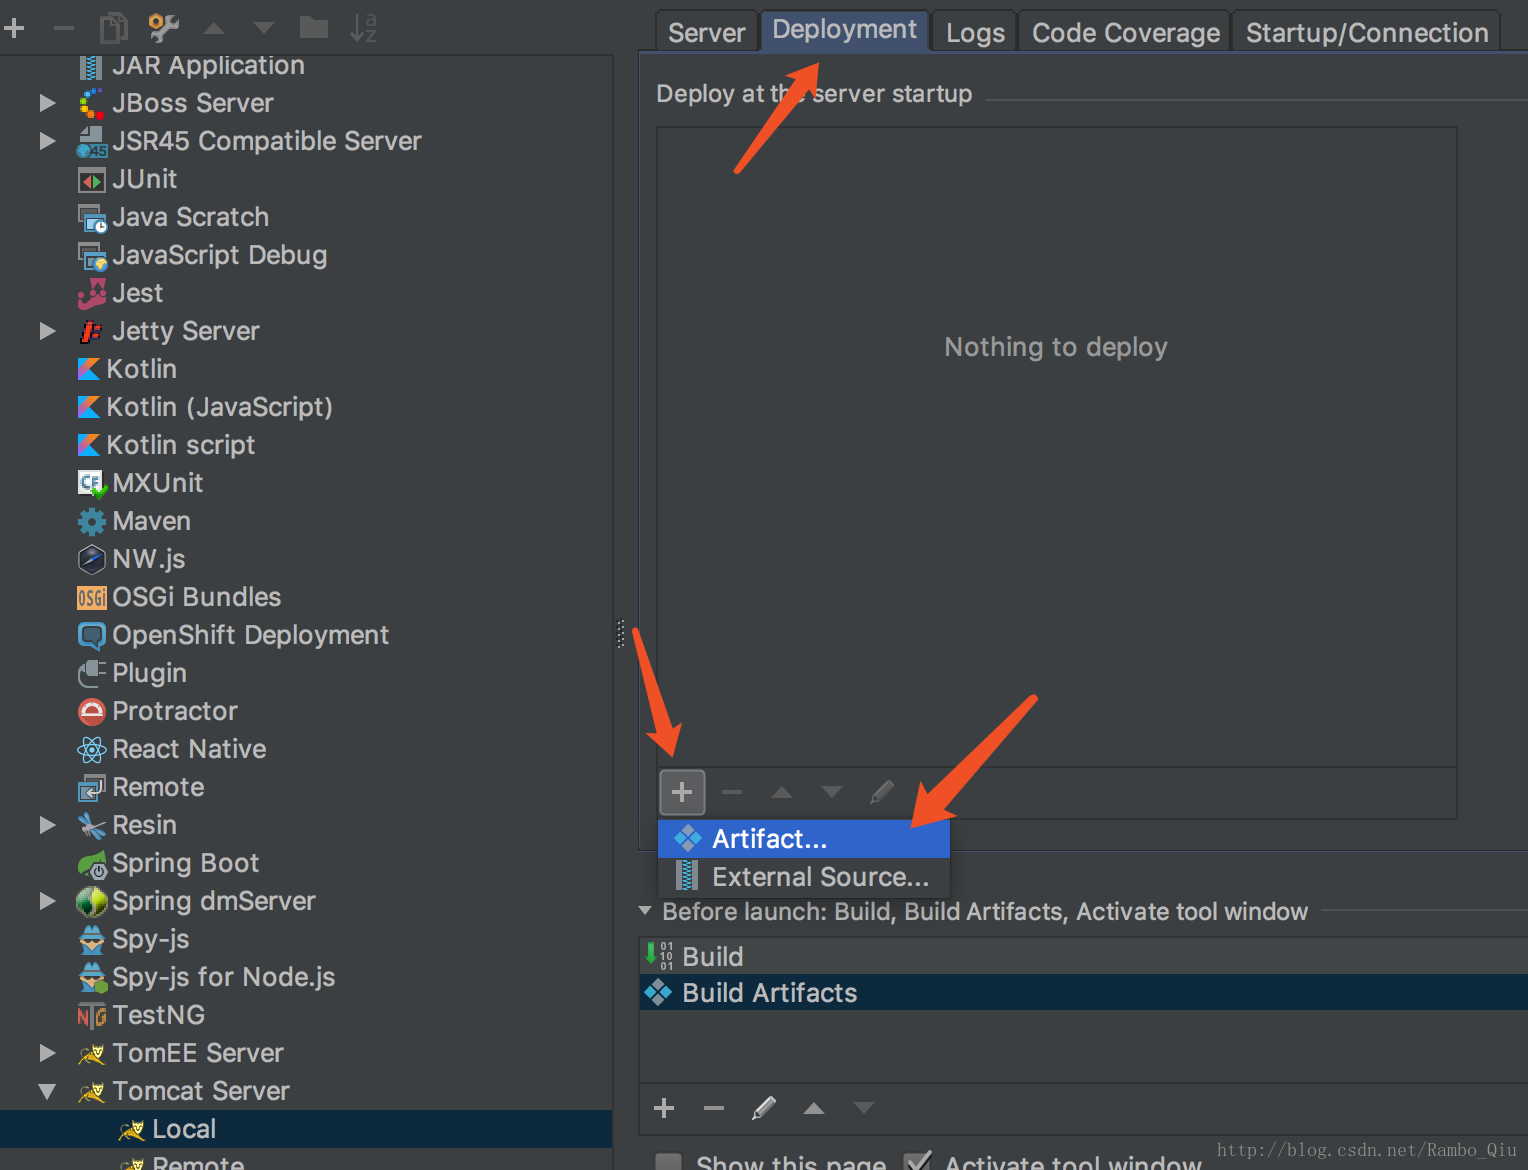 JAR Application
JBoss Server
JSR45 Compatible Server
JUnit
Java Scratch
JavaScript Debug
Jest
Jetty Server
Kotlin
Kotlin (JavaScript)
Kotlin script
MXUnit
Maven
NW.js
OSGi Bundles
OpenShift Deployment
Plugin
Protractor
React Native
Remote
Resin
Spring Boot
Spring dmServer
Spy-js
Spy-js for Node.js
TestNG
TomEE Server
Tomcat Server
Local
Remote
Server Deployment Logs Code Coverage Startup/Connection
Deploy at the server startup
Nothing to deploy
Artifact...
External Source...
Before launch: Build, Build Artifacts, Activate tool window
Build
Build Artifacts
Show this page Activate tool window
http://blog.csdn.net/Rambo_Qiu